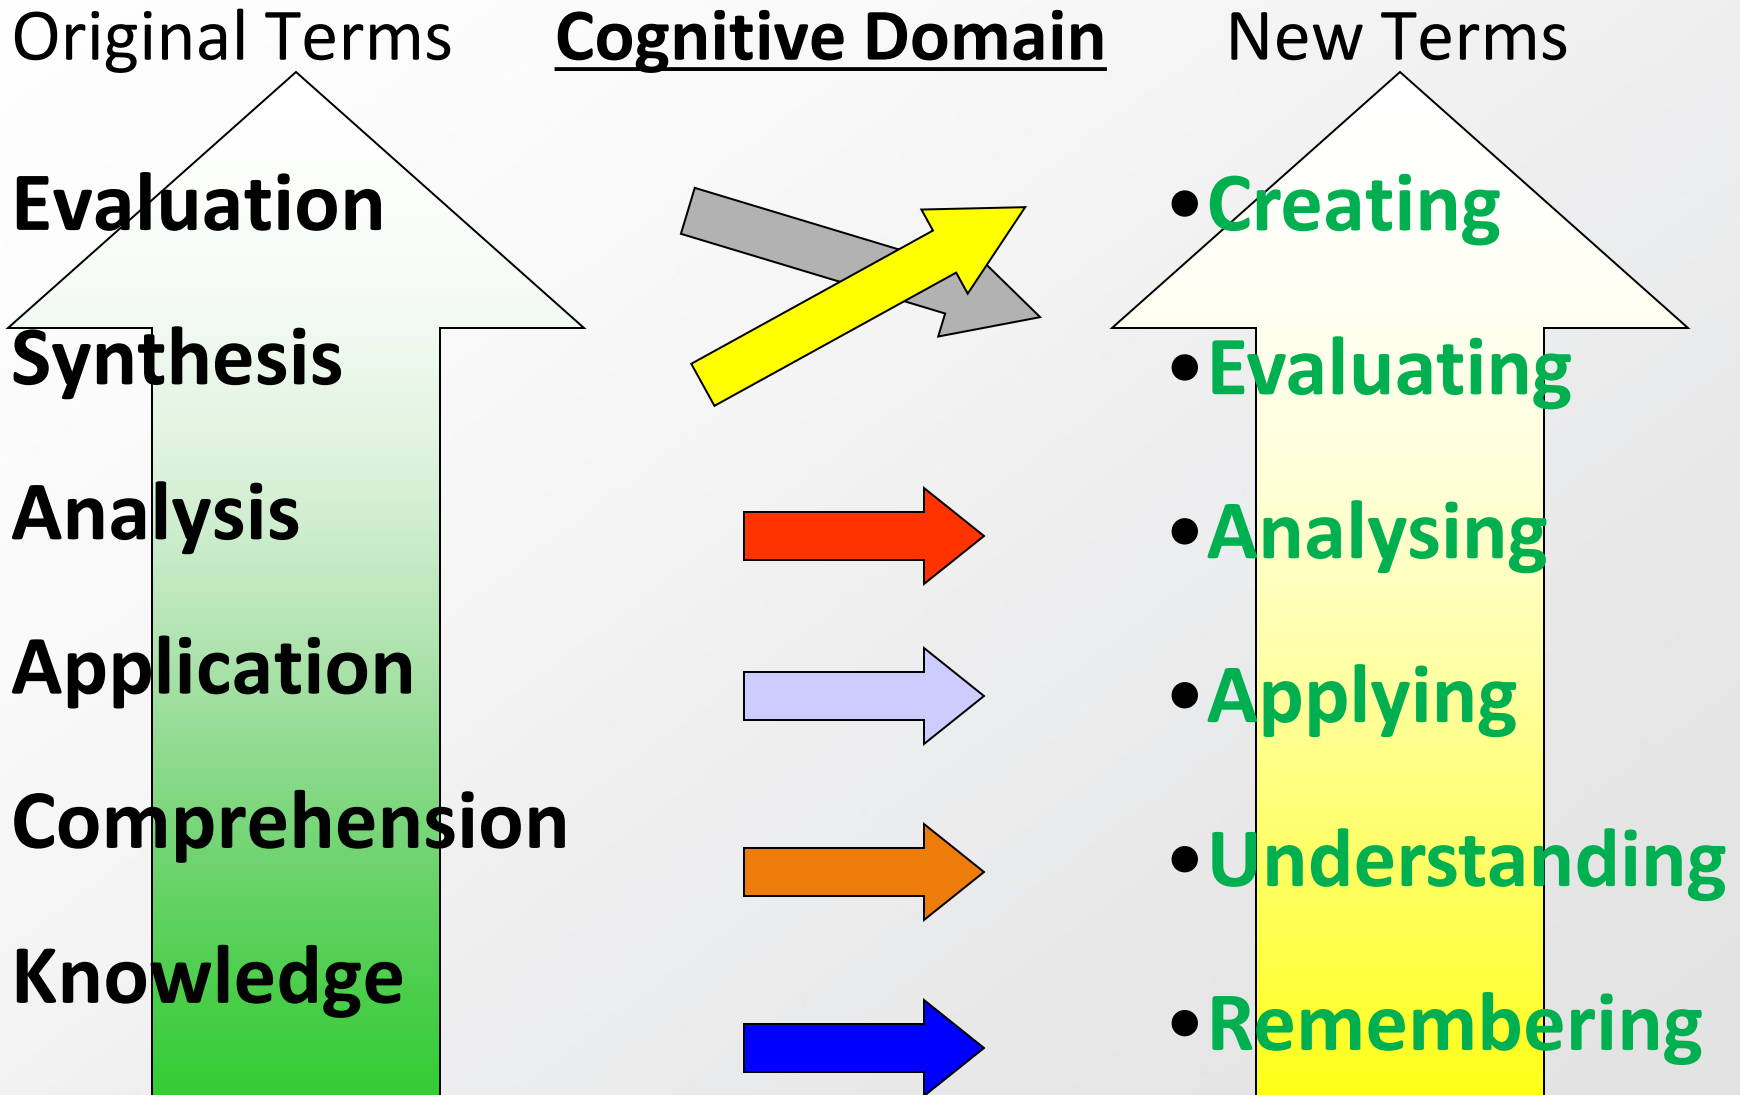 Original Terms
Cognitive Domain
New Terms
Evaluation
Synthesis
Analysis
Application
Comprehension
Knowledge
•Creating
•Evaluating
•Analysing
•Applying
•Understanding
•Remembering